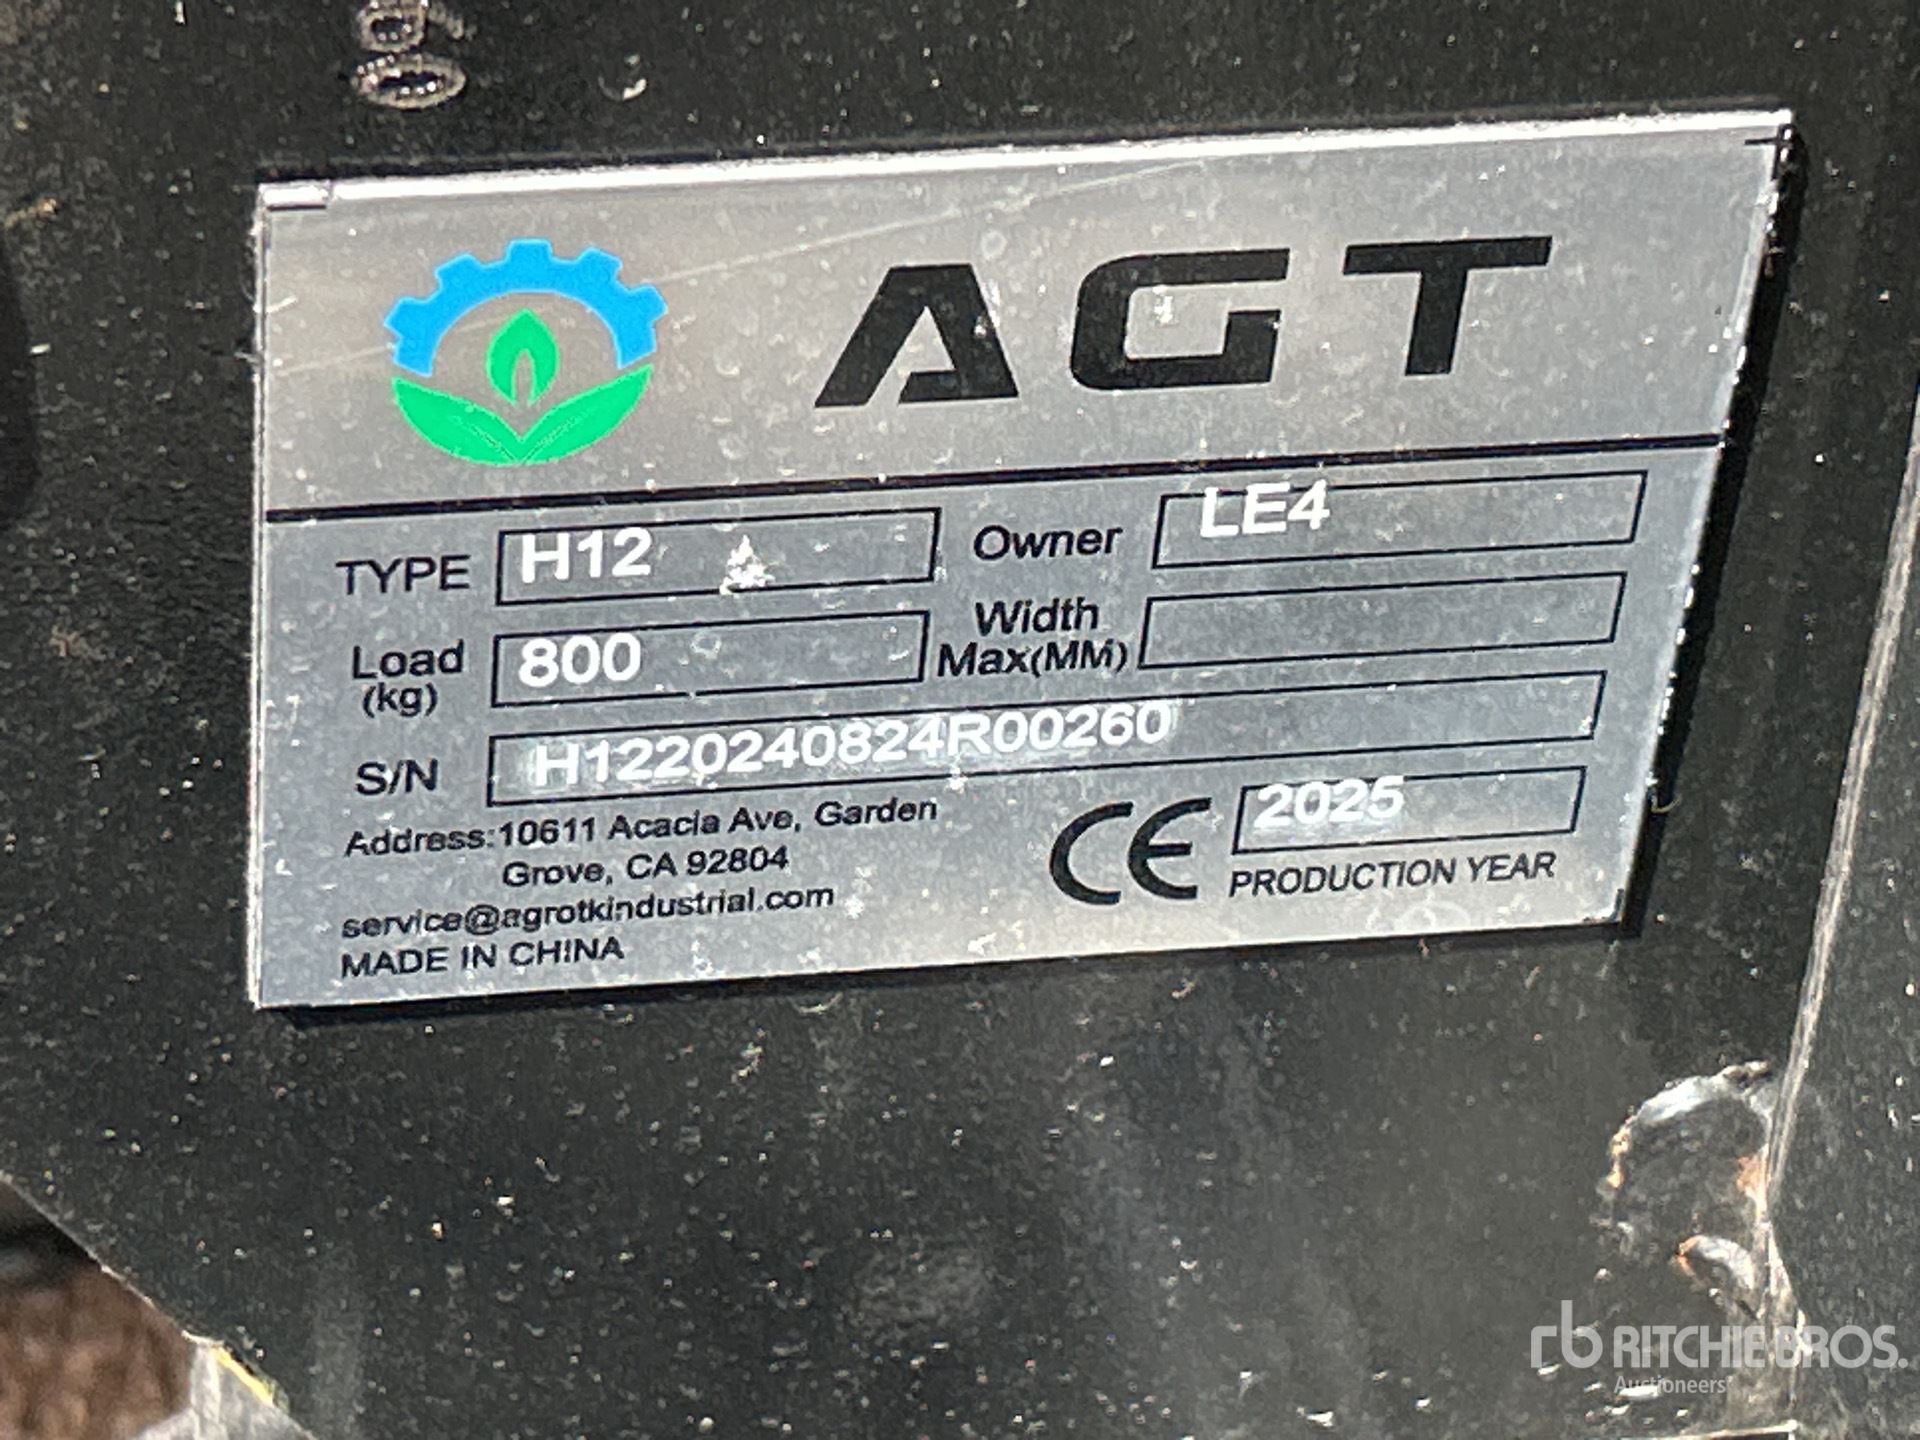 AGT
TYPE H12 Owner LE4
Load (kg) 800 Width Max(MM)
S/N H1220240824R00260
Address:10611 Acacia Ave, Garden
Grove, CA 92804
service@agrotkindustrial.com
MADE IN CHINA
CE 2025
PRODUCTION YEAR
rb RITCHIE BROS.
Auctioneers